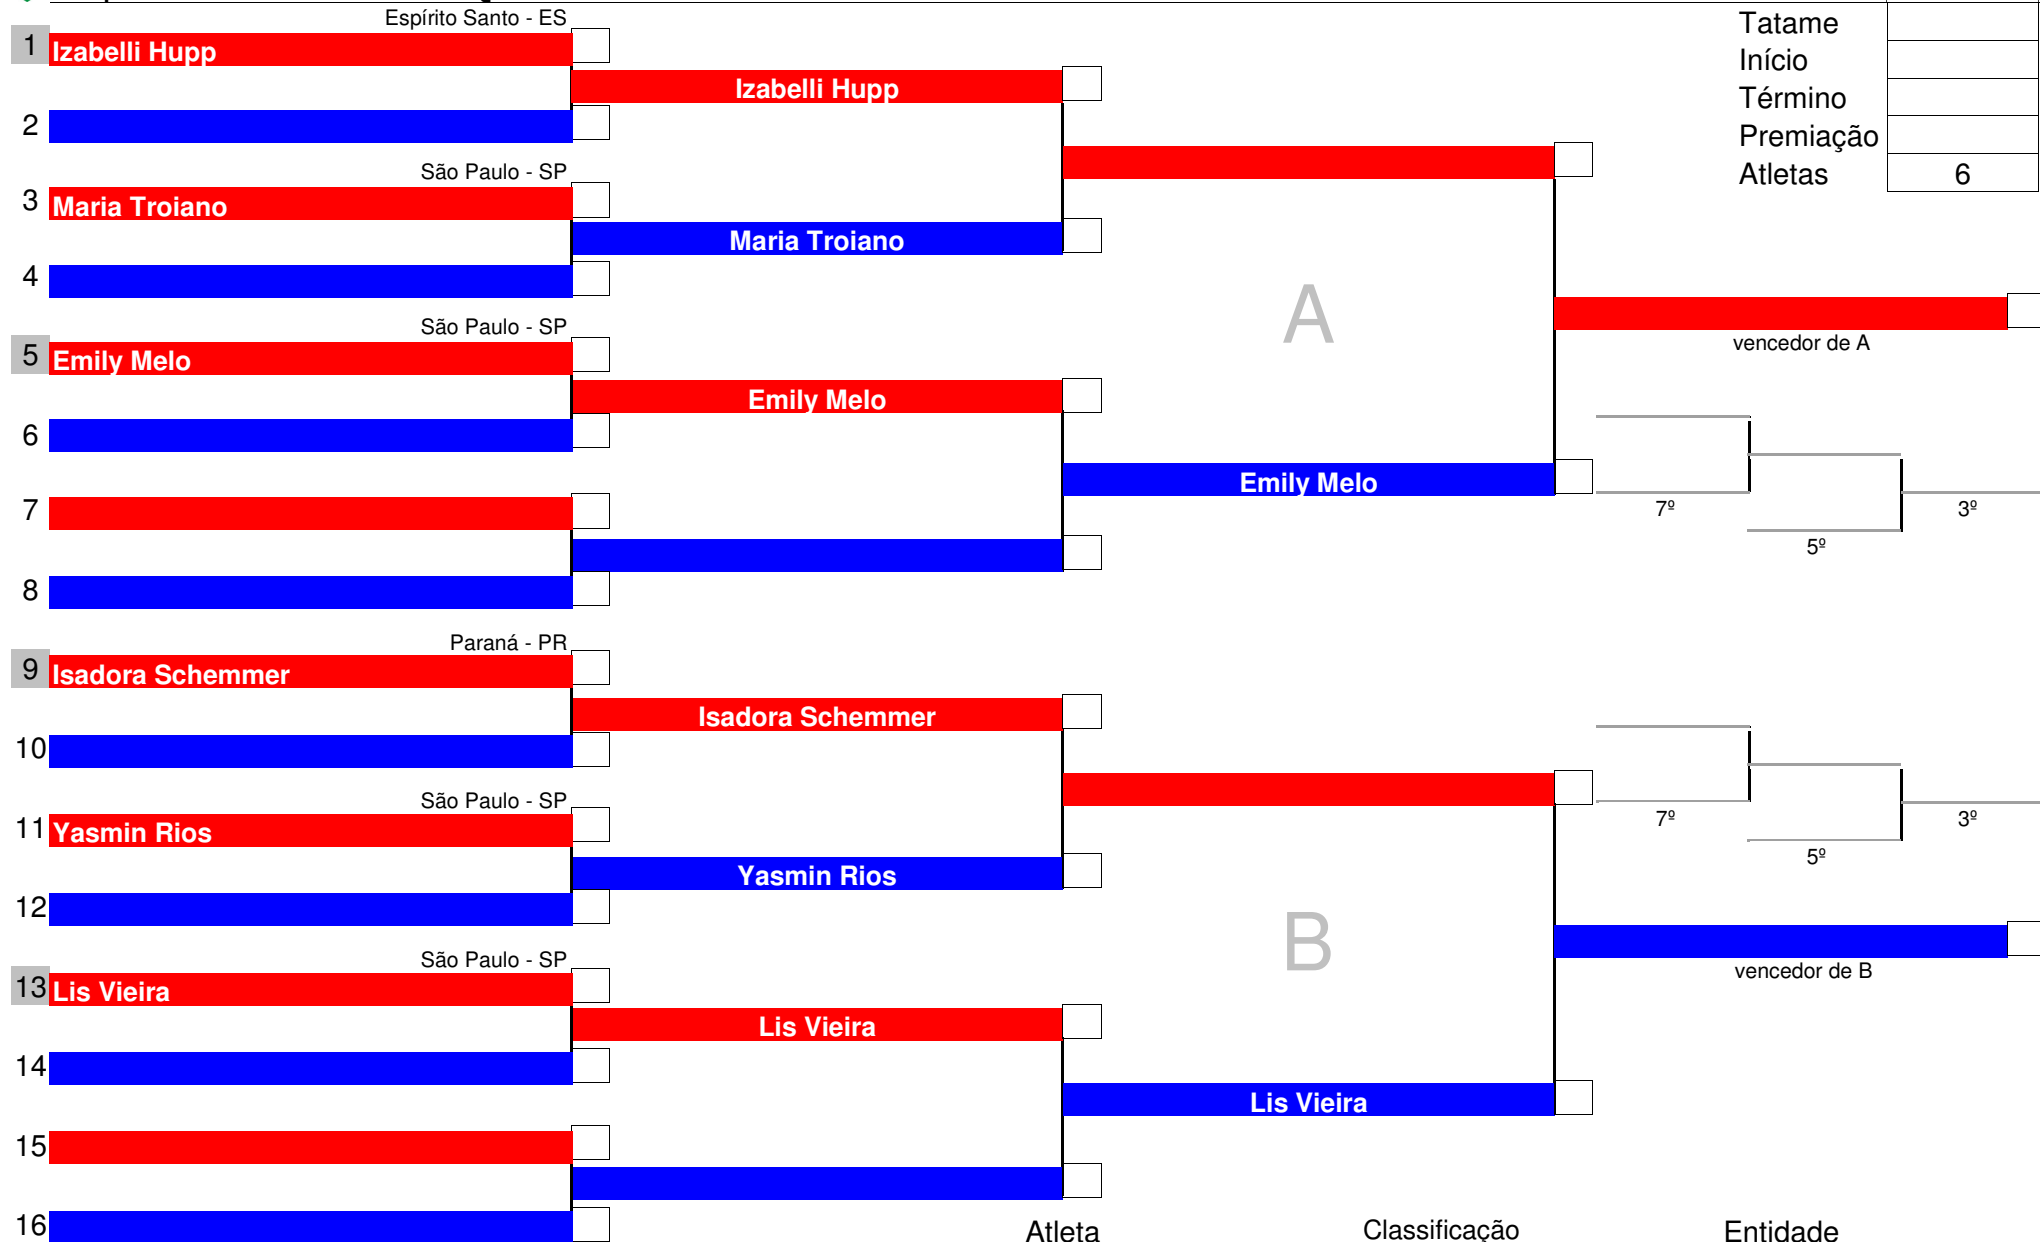 Espírito Santo - ES
1 Izabelli Hupp
Izabelli Hupp
2
São Paulo - SP
3 Maria Troiano
Maria Troiano
4
São Paulo - SP
5 Emily Melo
Emily Melo
6
Emily Melo
7
8
Tatame
Início
Término
Premiação
Atletas 6
A
vencedor de A
7º
5º
3º
Paraná - PR
9 Isadora Schemmer
Isadora Schemmer
10
São Paulo - SP
11 Yasmin Rios
Yasmin Rios
12
São Paulo - SP
13 Lis Vieira
Lis Vieira
14
Lis Vieira
15
16
7º
5º
3º
B
vencedor de B
Atleta Classificação Entidade